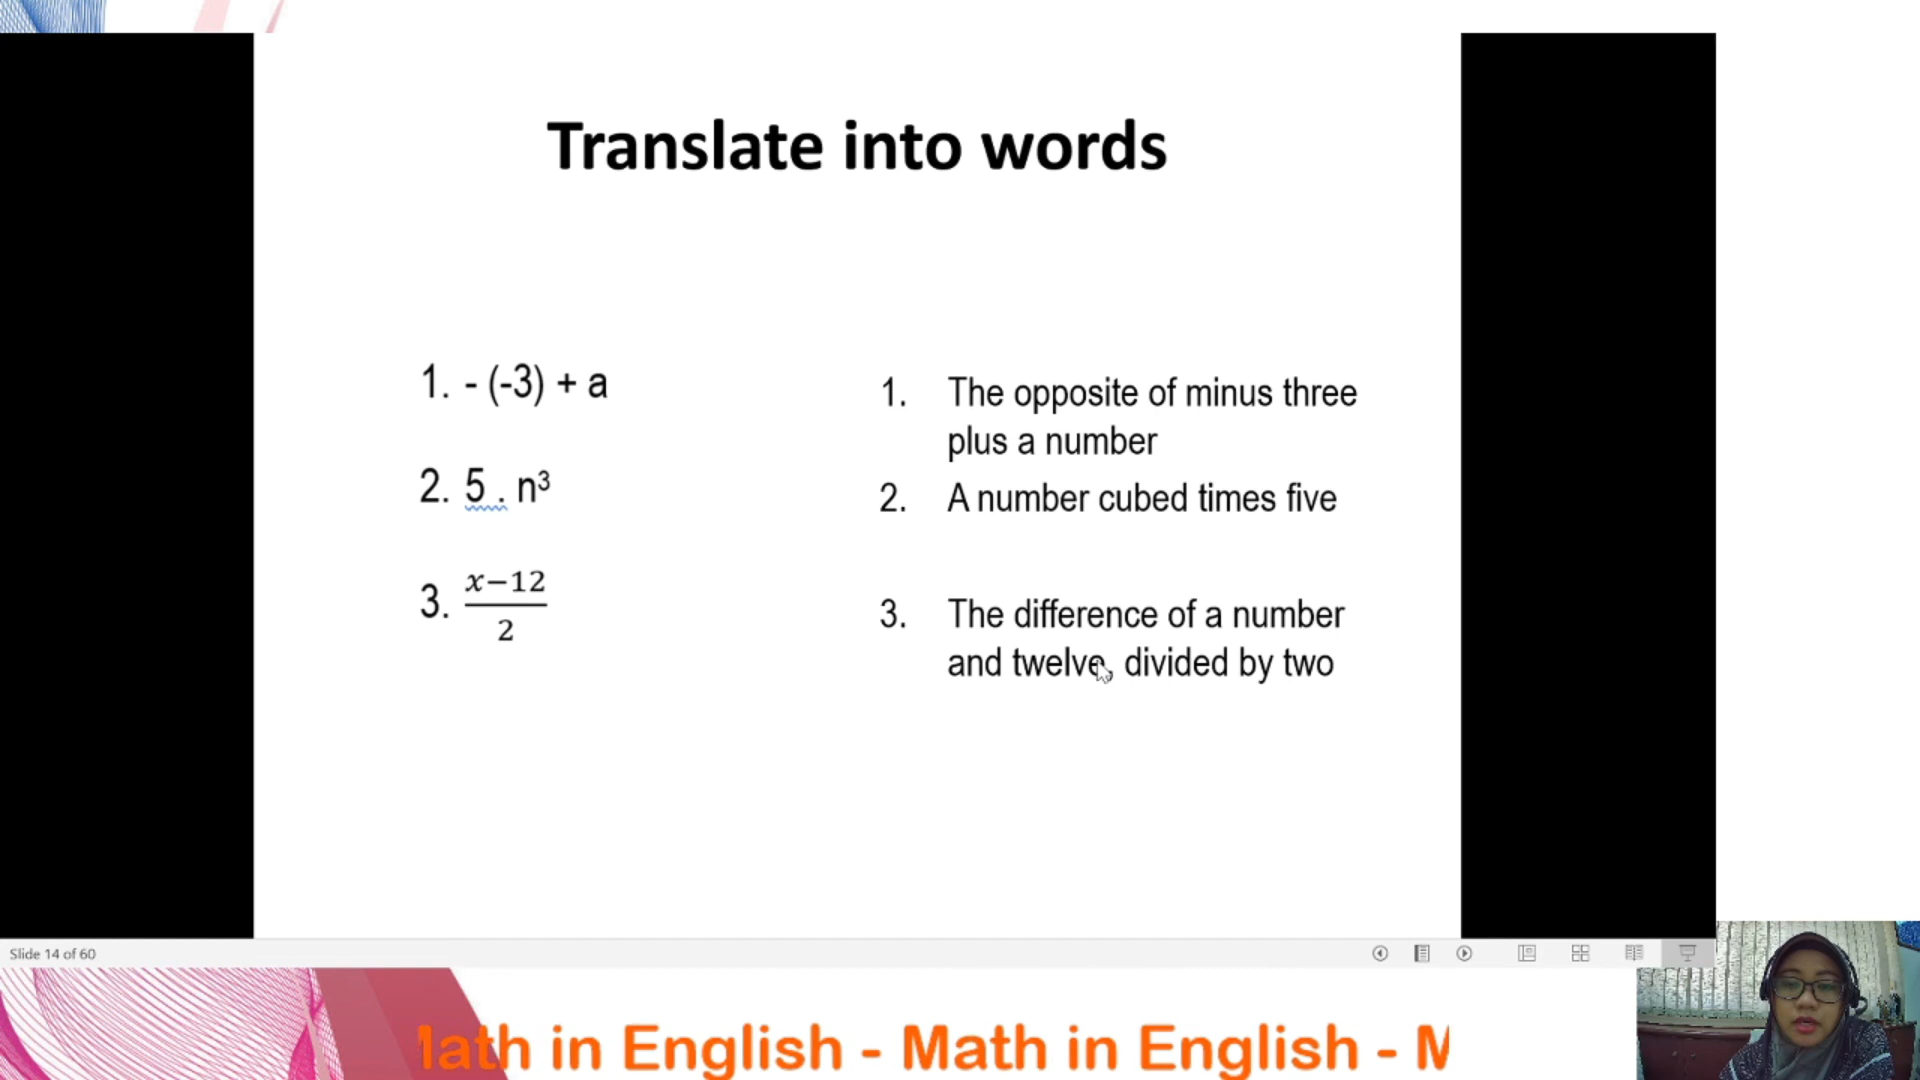 Translate into words
1. - (-3) + a
2. 5 . n³
3. x−12
2
1. The opposite of minus three
plus a number
2. A number cubed times five
3. The difference of a number
and twelve, divided by two
Slide 14 of 60
Math in English - Math in English - M